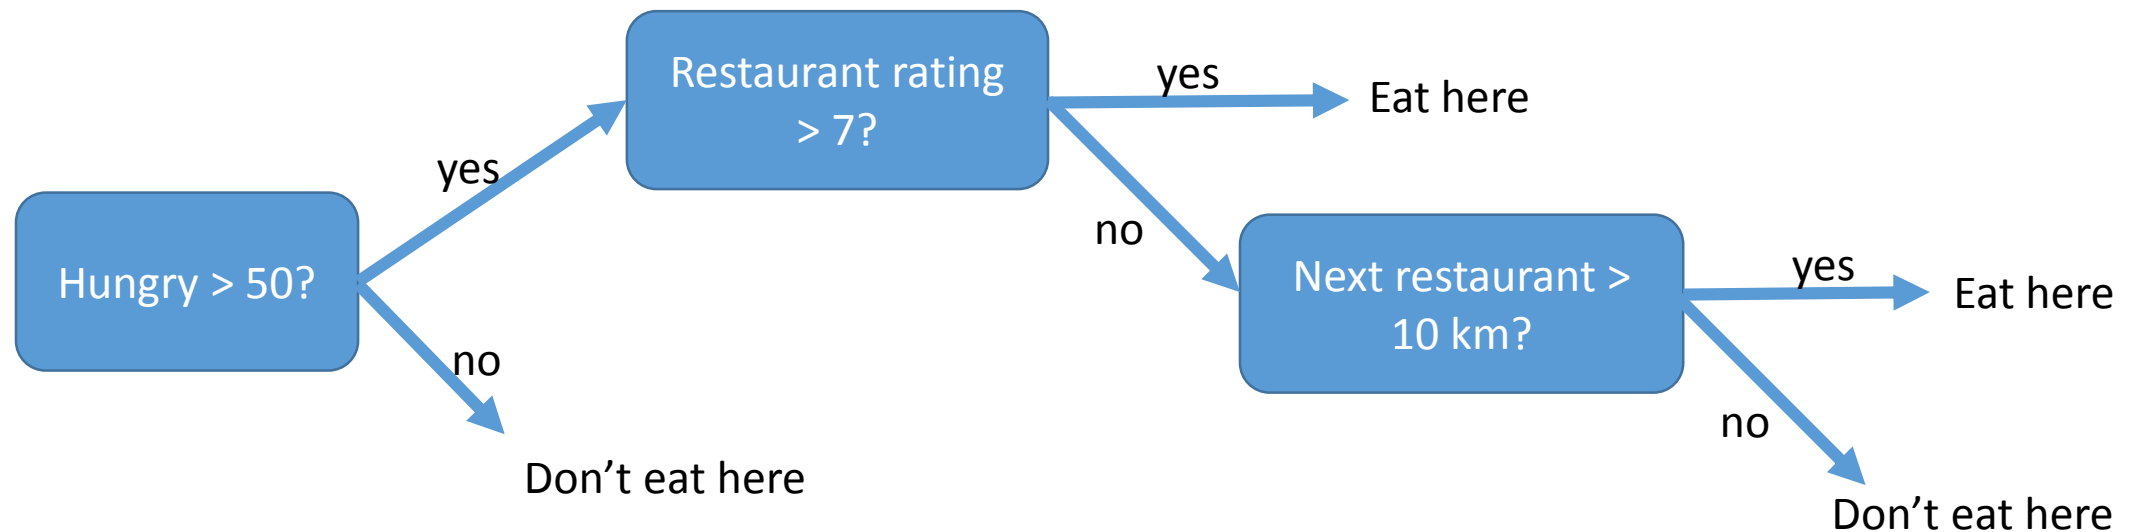 Restaurant rating
> 7?
yes
Eat here
yes
no
Hungry > 50?
Next restaurant >
10 km?
yes
Eat here
no
Don’t eat here
no
Don’t eat here